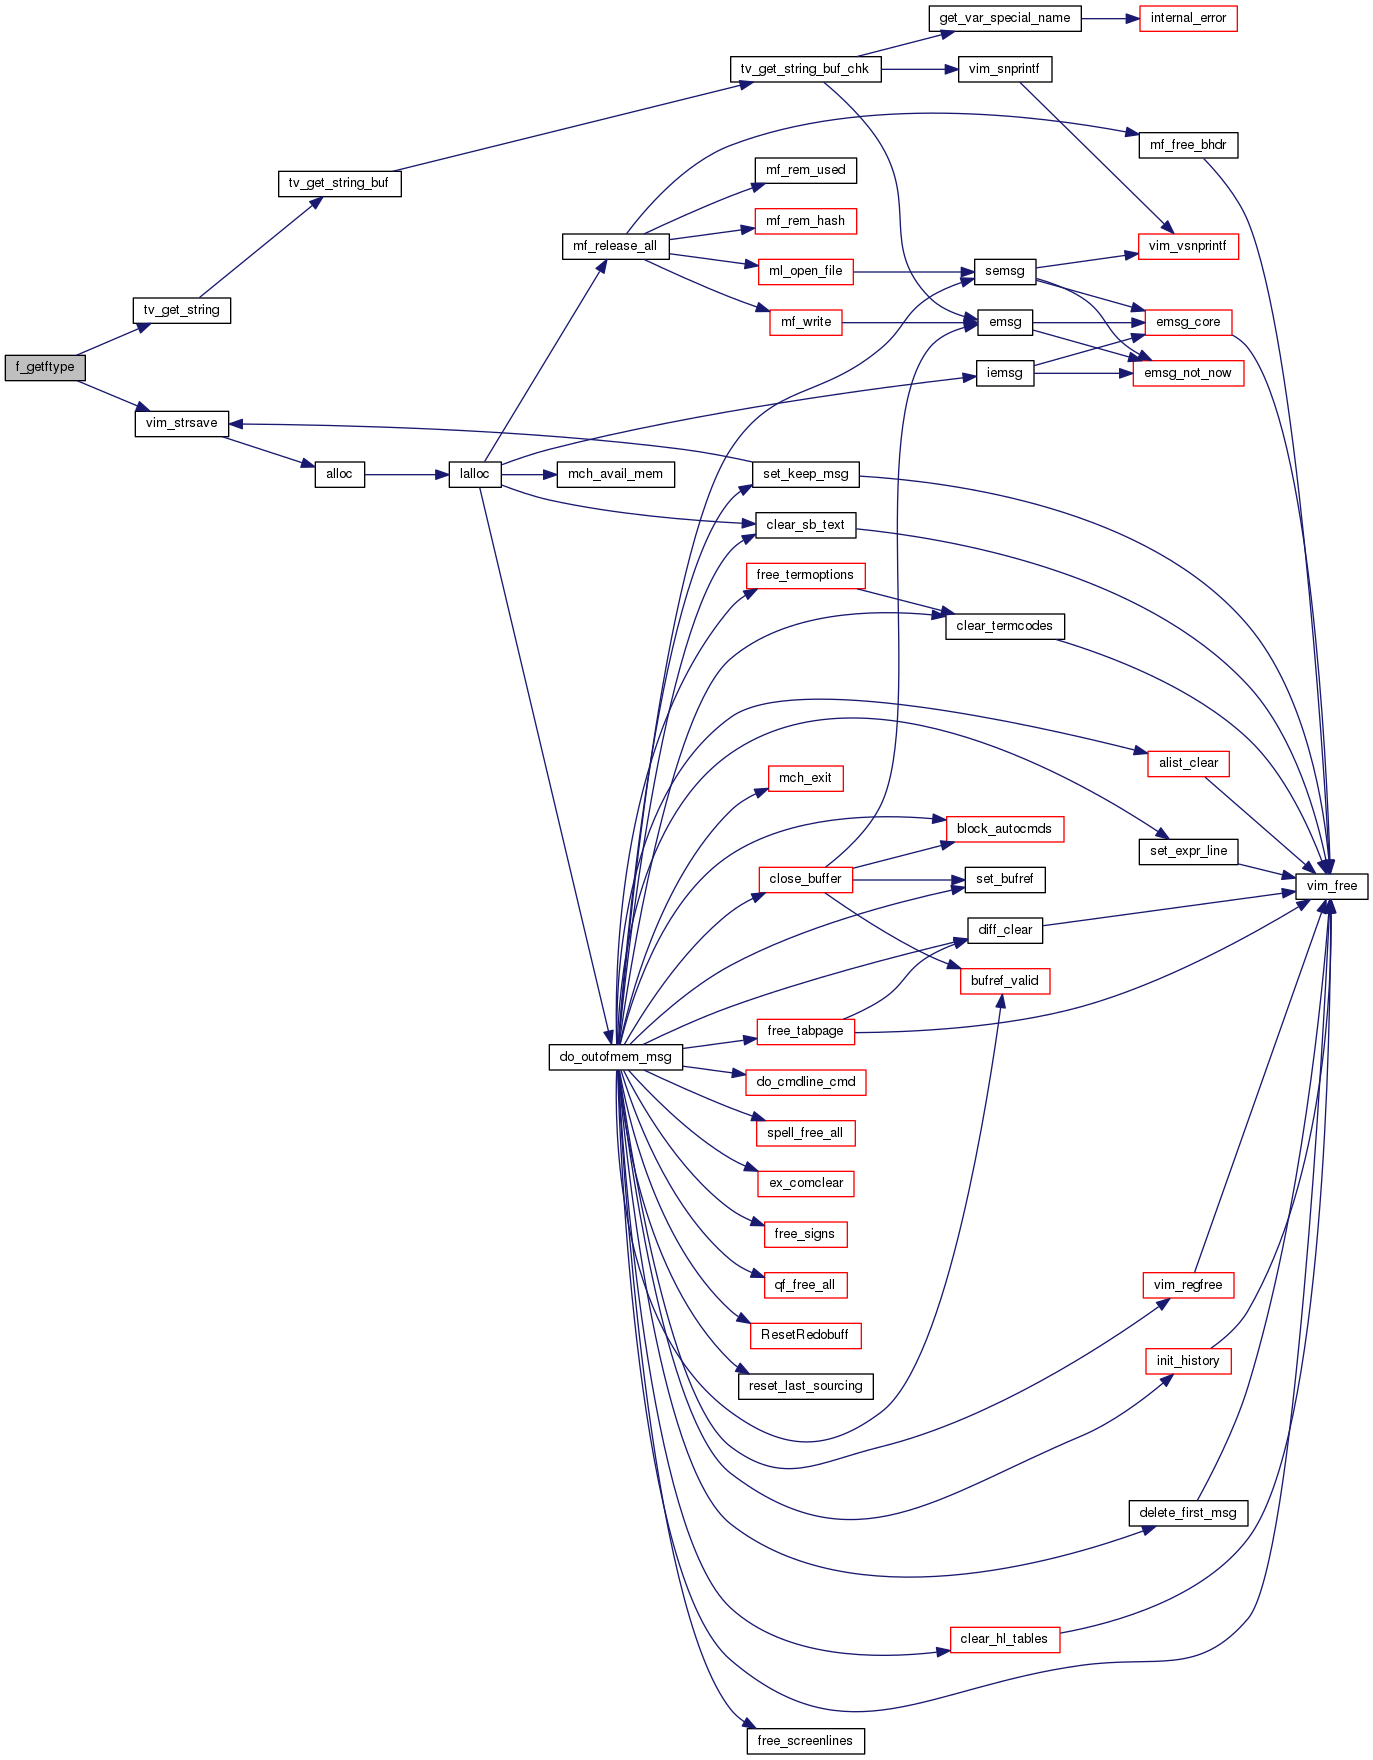 get_var_special_name
internal_error
tv_get_string_buf_chk
vim_snprintf
mf_free_bhdr
mf_rem_used
tv_get_string_buf
mf_rem_hash
mf_release_all
vim_vsnprintf
ml_open_file
semsg
tv_get_string
mf_write
emsg
emsg_core
f_getftype
iemsg
emsg_not_now
vim_strsave
alloc
lalloc
mch_avail_mem
set_keep_msg
clear_sb_text
free_termoptions
clear_termcodes
alist_clear
mch_exit
block_autocmds
set_expr_line
close_buffer
set_bufref
vim_free
diff_clear
bufref_valid
free_tabpage
do_outofmem_msg
do_cmdline_cmd
spell_free_all
ex_comclear
free_signs
qf_free_all
vim_regfree
ResetRedobuff
init_history
reset_last_sourcing
delete_first_msg
clear_hl_tables
free_screenlines